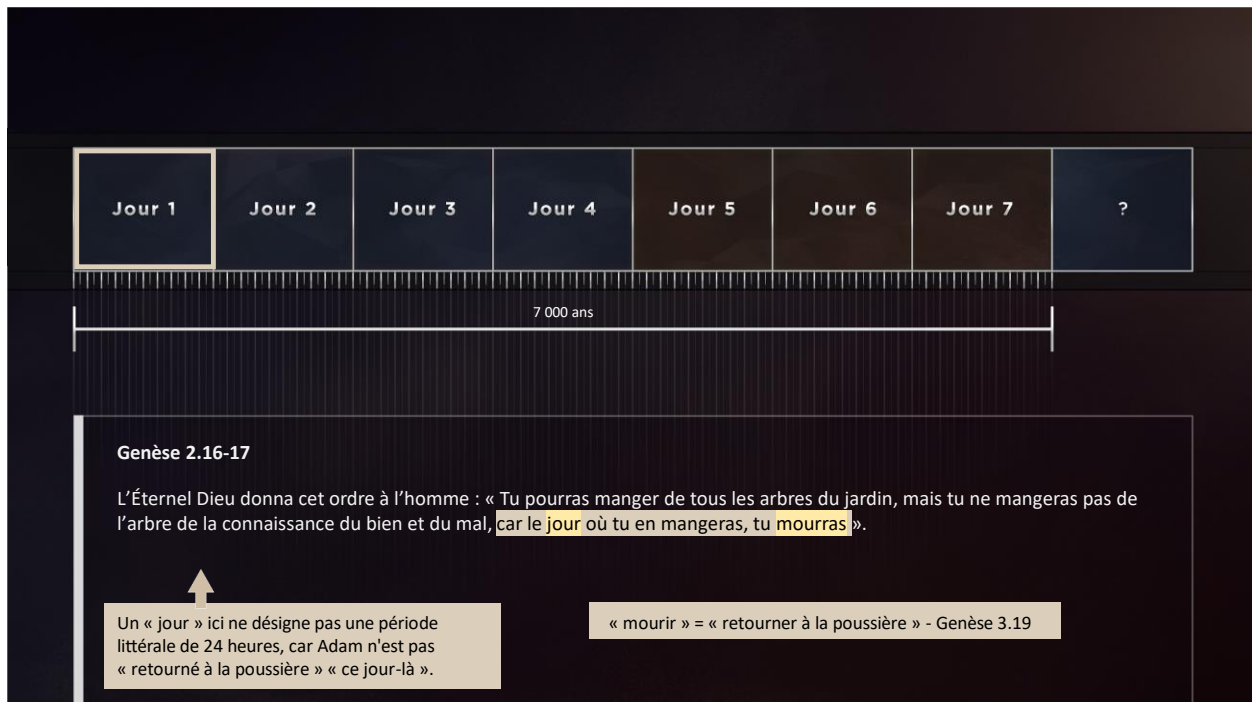 Jour 1 Jour 2 Jour 3 Jour 4 Jour 5 Jour 6 Jour 7 ?
7 000 ans
Genèse 2.16-17
L’Éternel Dieu donna cet ordre à l’homme : « Tu pourras manger de tous les arbres du jardin, mais tu ne mangeras pas de
l’arbre de la connaissance du bien et du mal, car le jour où tu en mangeras, tu mourras ».
Un « jour » ici ne désigne pas une période
littérale de 24 heures, car Adam n'est pas
« retourné à la poussière » « ce jour-là ».
« mourir » = « retourner à la poussière » - Genèse 3.19